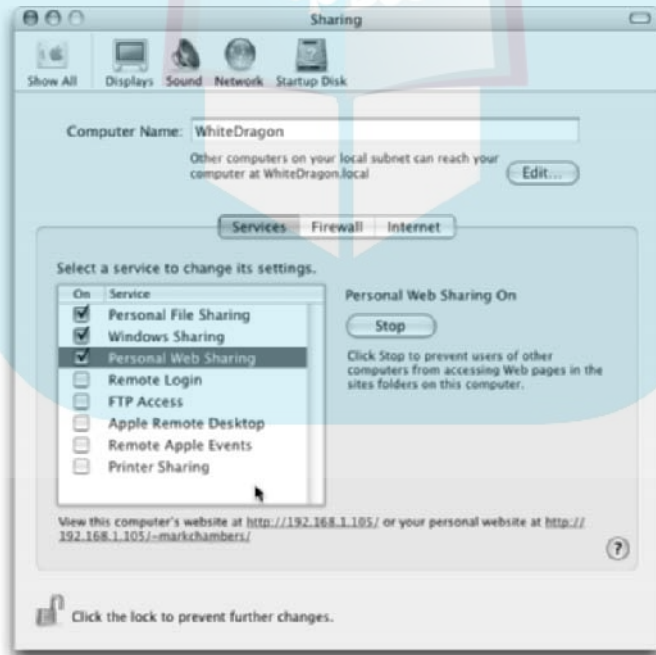 Sharing
Show All Displays Sound Network Startup Disk
Computer Name: WhiteDragon
Other computers on your local subnet can reach your
computer at WhiteDragon.local
Edit...
Services Firewall Internet
Select a service to change its settings.
On Service
Personal File Sharing
Windows Sharing
Personal Web Sharing
Remote Login
FTP Access
Apple Remote Desktop
Remote Apple Events
Printer Sharing
Personal Web Sharing On
Stop
Click Stop to prevent users of other
computers from accessing Web pages in the
sites folders on this computer.
View this computer's website at http://192.168.1.105/ or your personal website at http://
192.168.1.105/~markchambers/
?
Click the lock to prevent further changes.